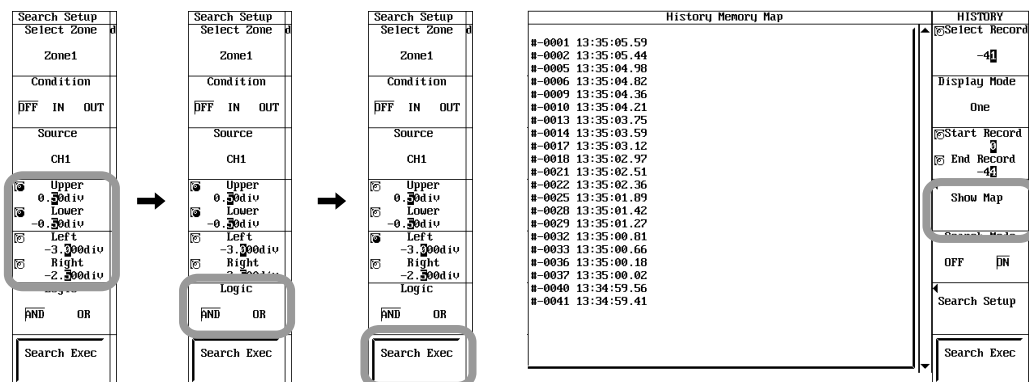 Search Setup
Select Zone
Zone1
Condition
OFF IN OUT
Source
CH1
Upper
0.50div
Lower
-0.50div
Left
-3.000div
Right
-2.500div
AND OR
Search Exec
Search Setup
Select Zone
Zone1
Condition
OFF IN OUT
Source
CH1
Upper
0.50div
Lower
-0.50div
Left
-3.000div
Right
Logic
AND OR
Search Exec
Search Setup
Select Zone
Zone1
Condition
OFF IN OUT
Source
CH1
Upper
0.50div
Lower
-0.50div
Left
-3.000div
Right
-2.500div
Logic
AND OR
Search Exec
History Memory Map
#-0001 13:35:05.59
#-0002 13:35:05.44
#-0005 13:35:04.98
#-0006 13:35:04.82
#-0009 13:35:04.36
#-0010 13:35:04.21
#-0013 13:35:03.75
#-0014 13:35:03.59
#-0017 13:35:03.12
#-0018 13:35:02.97
#-0021 13:35:02.51
#-0022 13:35:02.36
#-0025 13:35:01.89
#-0028 13:35:01.42
#-0029 13:35:01.27
#-0032 13:35:00.81
#-0033 13:35:00.66
#-0036 13:35:00.18
#-0037 13:35:00.02
#-0040 13:34:59.56
#-0041 13:34:59.41
HISTORY
Select Record
-41
Display Mode
One
Start Record
0
End Record
-44
Show Map
OFF ON
Search Setup
Search Exec